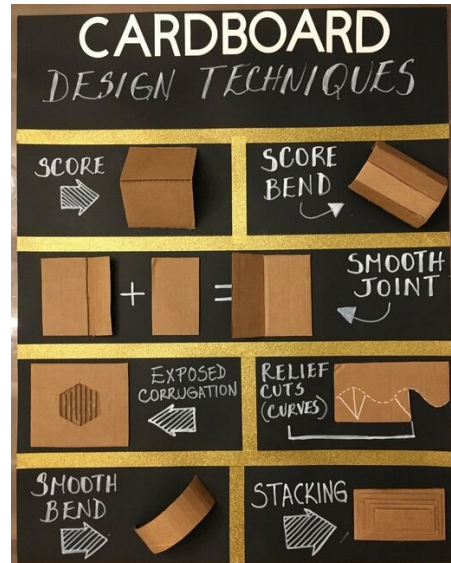 CARDBOARD
DESIGN TECHNIQUES
SCORE
SCORE
BEND
+
=
SMOOTH
JOINT
EXPOSED
CORRUGATION
RELIEF
CUTS
(CURVES)
SMOOTH
BEND
STACKING